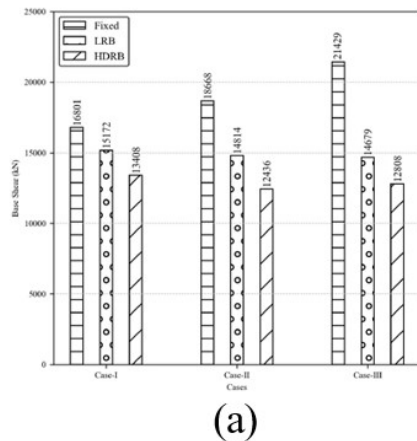 Fixed
LRB
HDRB
25000
20000
15000
10000
5000
0
Base Shear (kN)
16801
15172
13408
18668
14814
12436
21429
14679
12808
Case-I
Case-II
Case-III
Cases
(a)